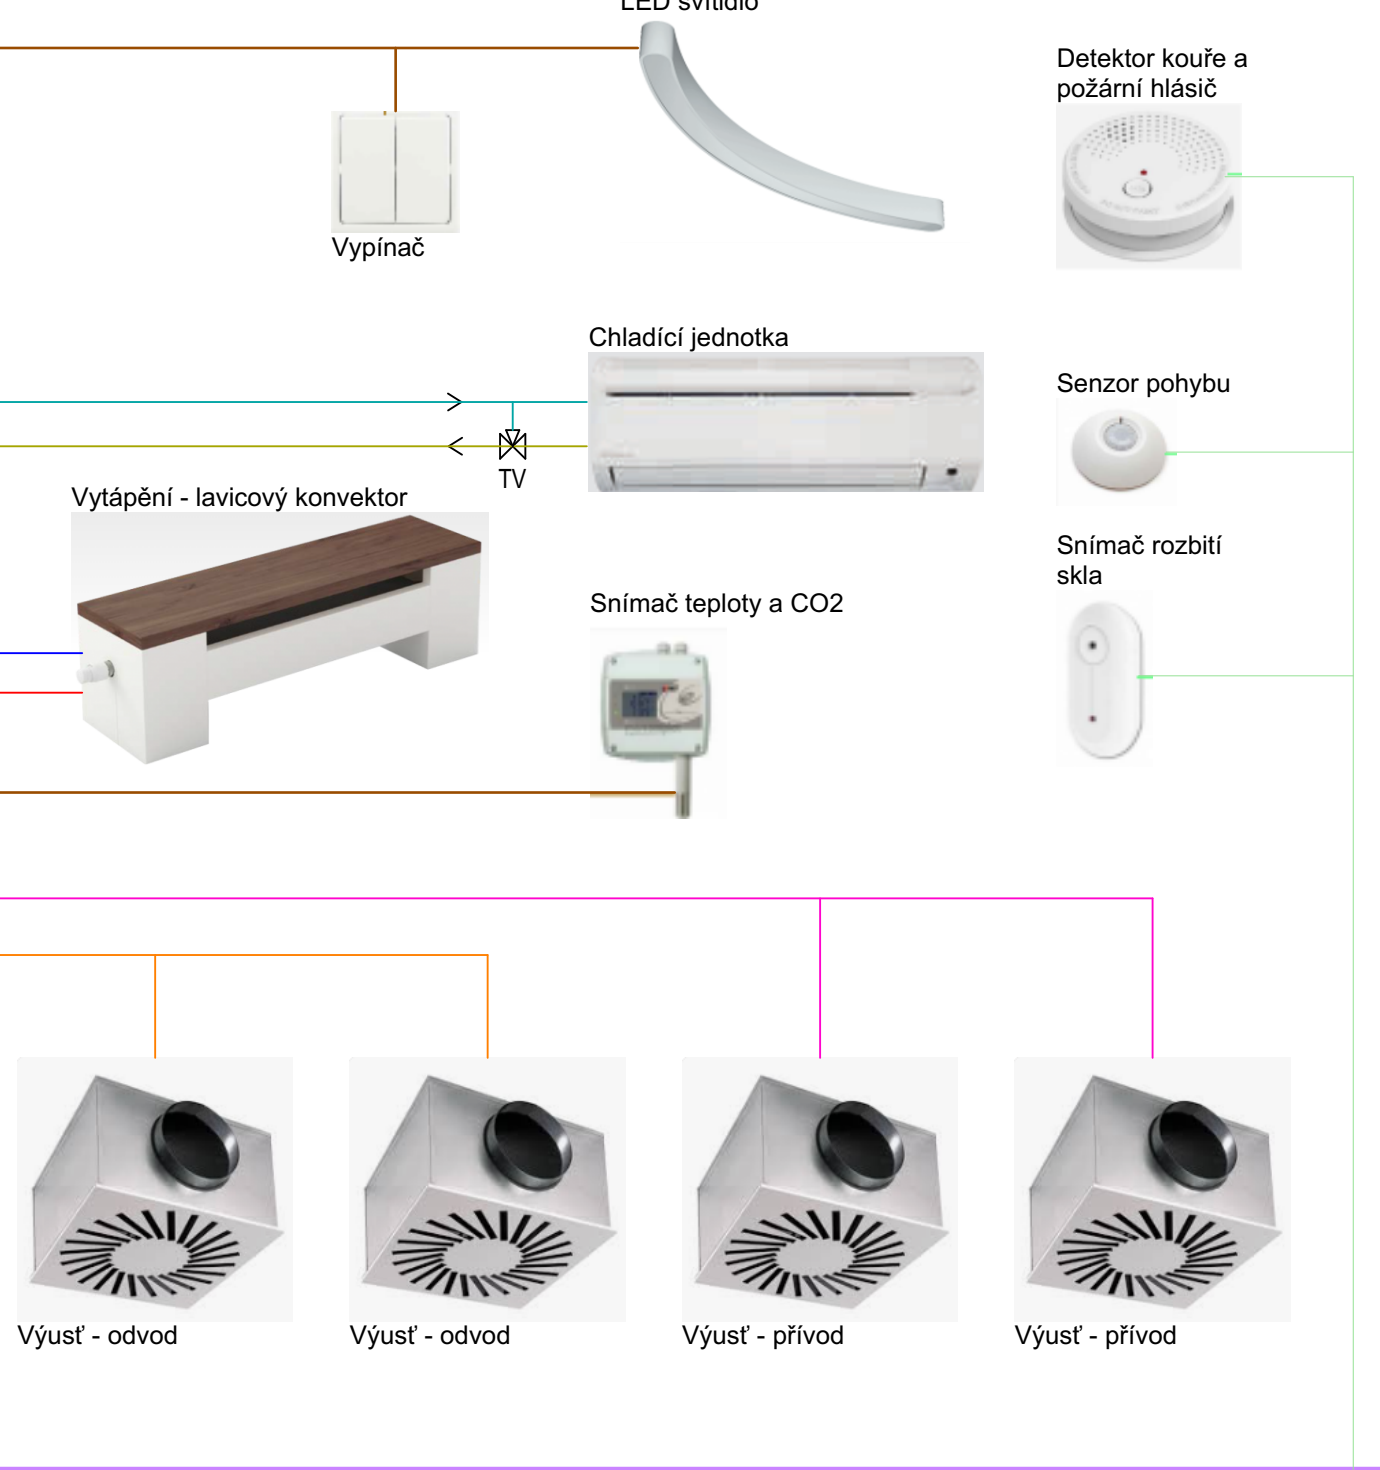 LED svítidlo
Detektor kouře a
požární hlásič
Vypínač
Chladící jednotka
Senzor pohybu
TV
Vytápění - lavicový konvektor
Snímač rozbití
skla
Snímač teploty a CO2
Výusť - odvod
Výusť - odvod
Výusť - přívod
Výusť - přívod